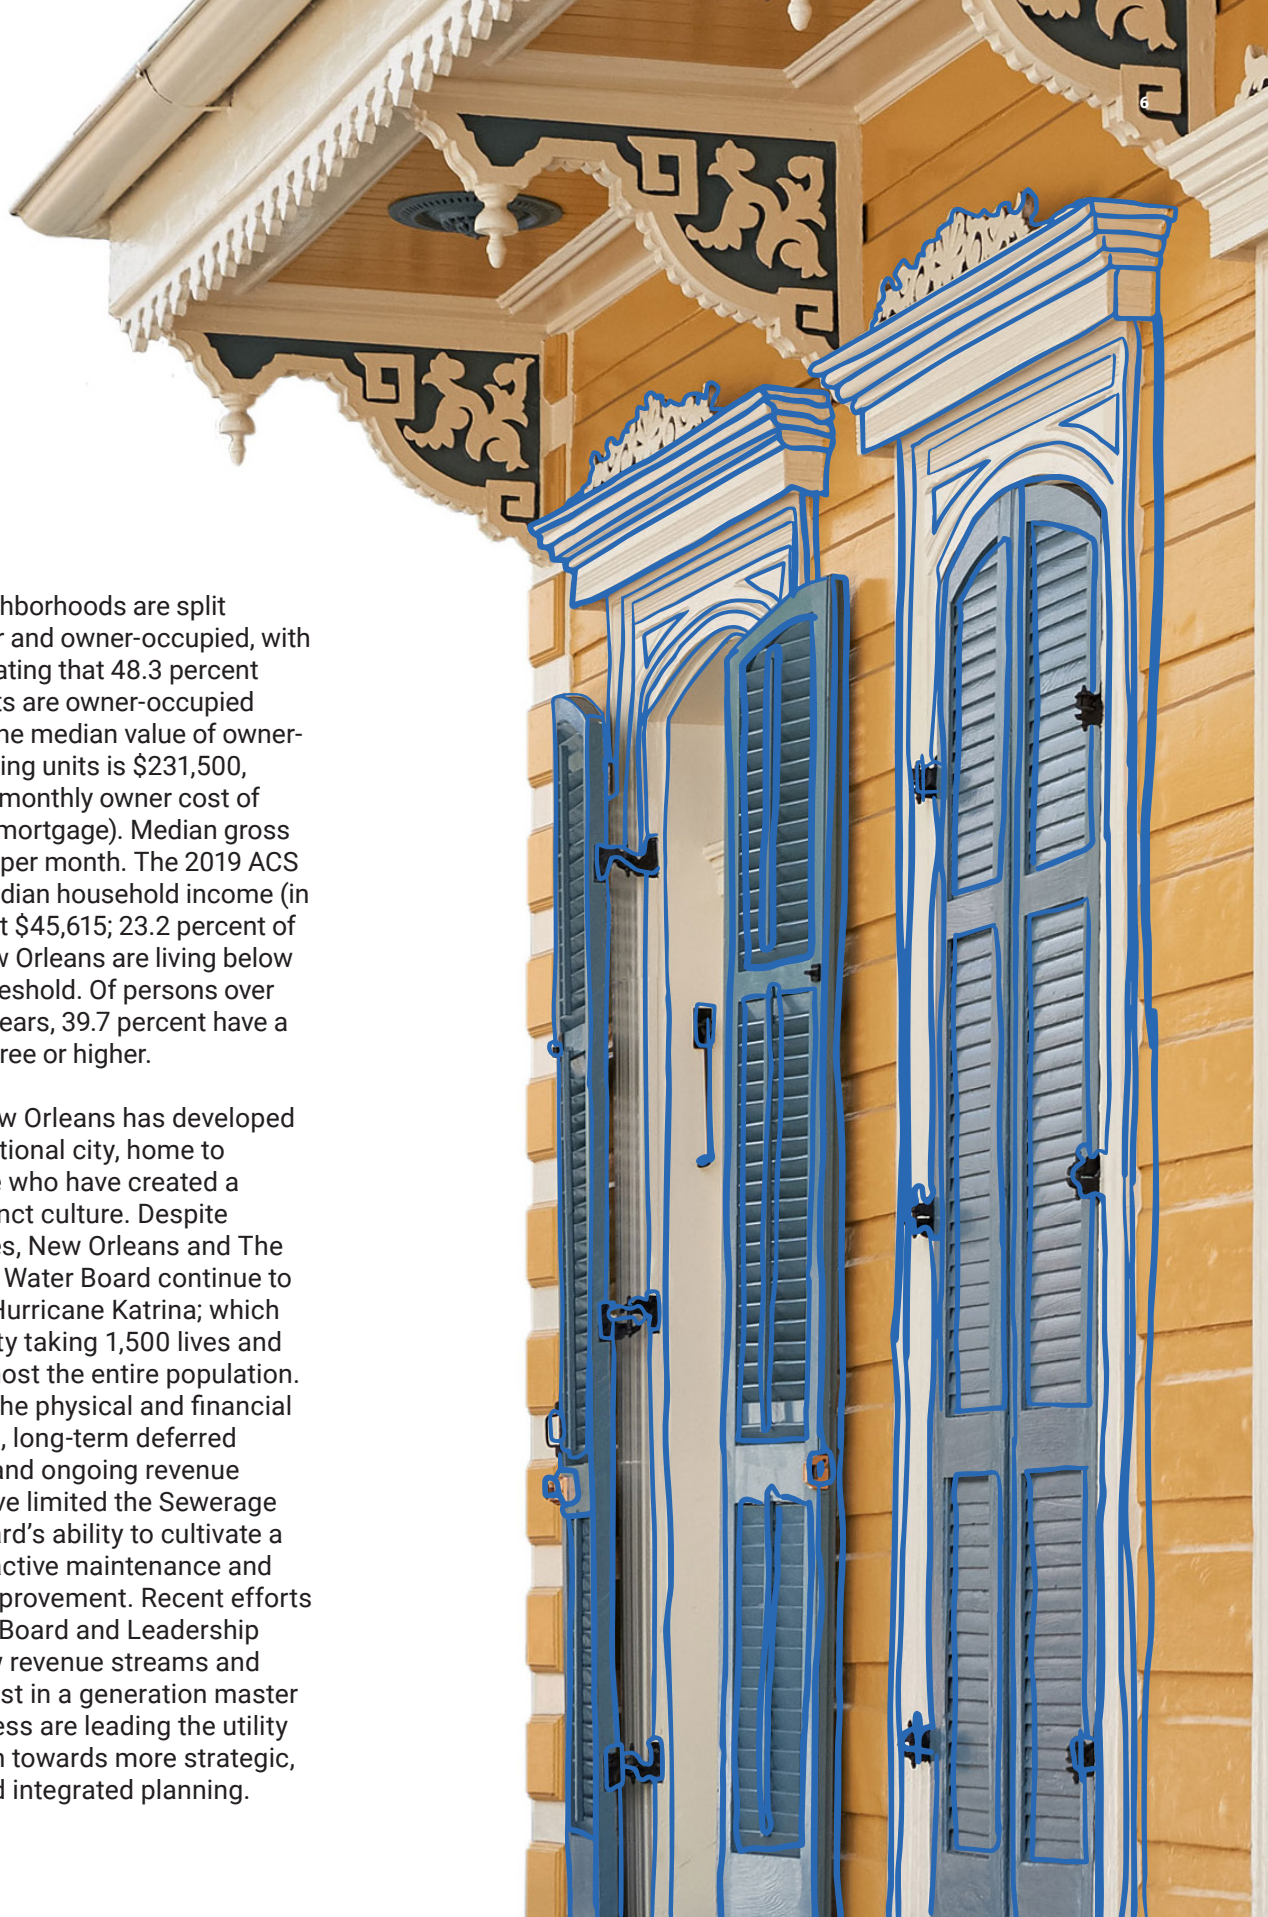 6
hborhoods are split
r and owner-occupied, with
ating that 48.3 percent
ts are owner-occupied
he median value of owner-
ing units is $231,500,
monthly owner cost of
mortgage). Median gross
per month. The 2019 ACS
dian household income (in
t $45,615; 23.2 percent of
w Orleans are living below
eshold. Of persons over
ears, 39.7 percent have a
ree or higher.
w Orleans has developed
tional city, home to
e who have created a
nct culture. Despite
es, New Orleans and The
Water Board continue to
Hurricane Katrina; which
ty taking 1,500 lives and
nost the entire population.
he physical and financial
, long-term deferred
and ongoing revenue
ve limited the Sewerage
ard’s ability to cultivate a
active maintenance and
provement. Recent efforts
Board and Leadership
v revenue streams and
st in a generation master
ess are leading the utility
n towards more strategic,
d integrated planning.